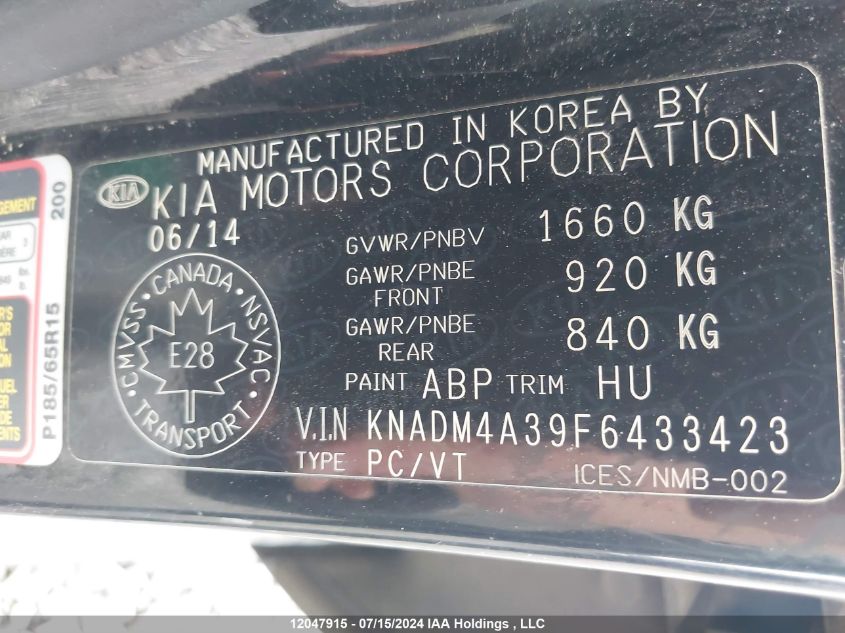 MANUFACTURED IN KOREA BY
KIA KIA MOTORS CORPORATION
06/14
GVWR/PNBV 1660 KG
GAWR/PNBE FRONT 920 KG
GAWR/PNBE REAR 840 KG
PAINT ABP TRIM HU
V.I.N KNADM4A39F6433423
TYPE PC/VT ICES/NMB-002
CANADA
CMVSS · NSVAC
E28
TRANSPORT
P185/65R15 200
12047915 - 07/15/2024 IAA Holdings , LLC